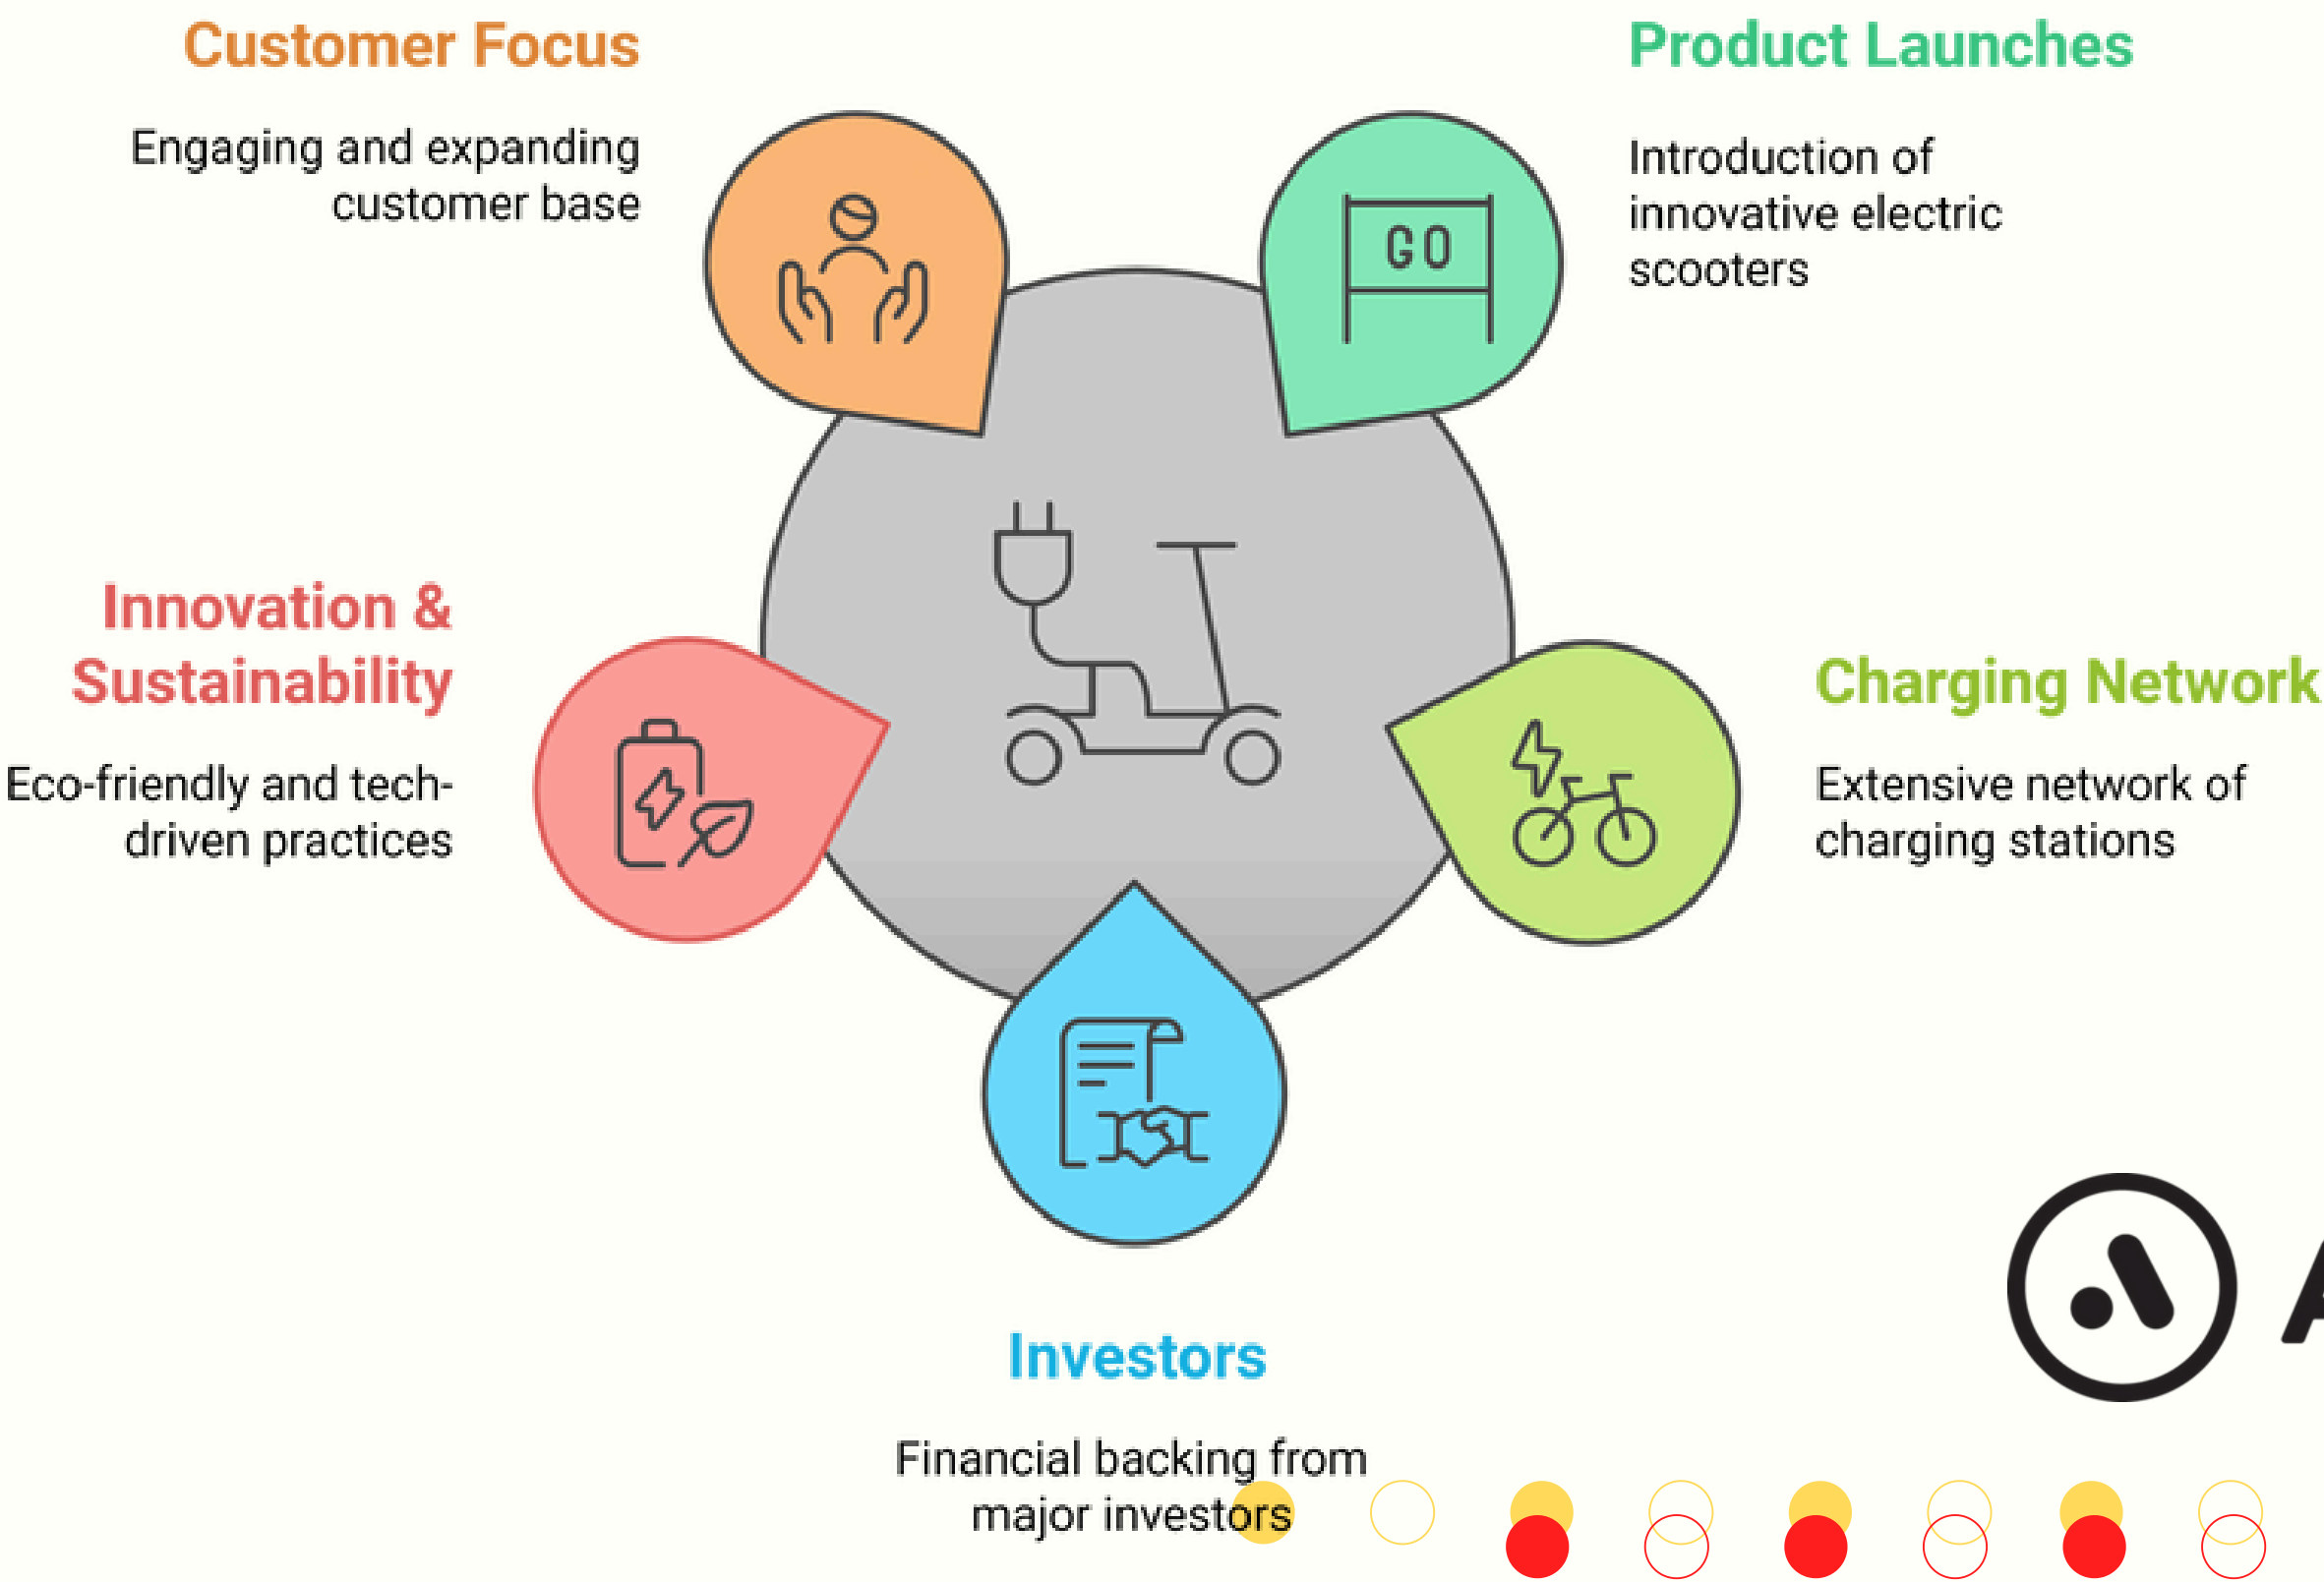 Customer Focus
Engaging and expanding
customer base
Product Launches
Introduction of
innovative electric
scooters
GO
Innovation &
Sustainability
Eco-friendly and tech-
driven practices
Charging Network
Extensive network of
charging stations
Investors
Financial backing from
major investors